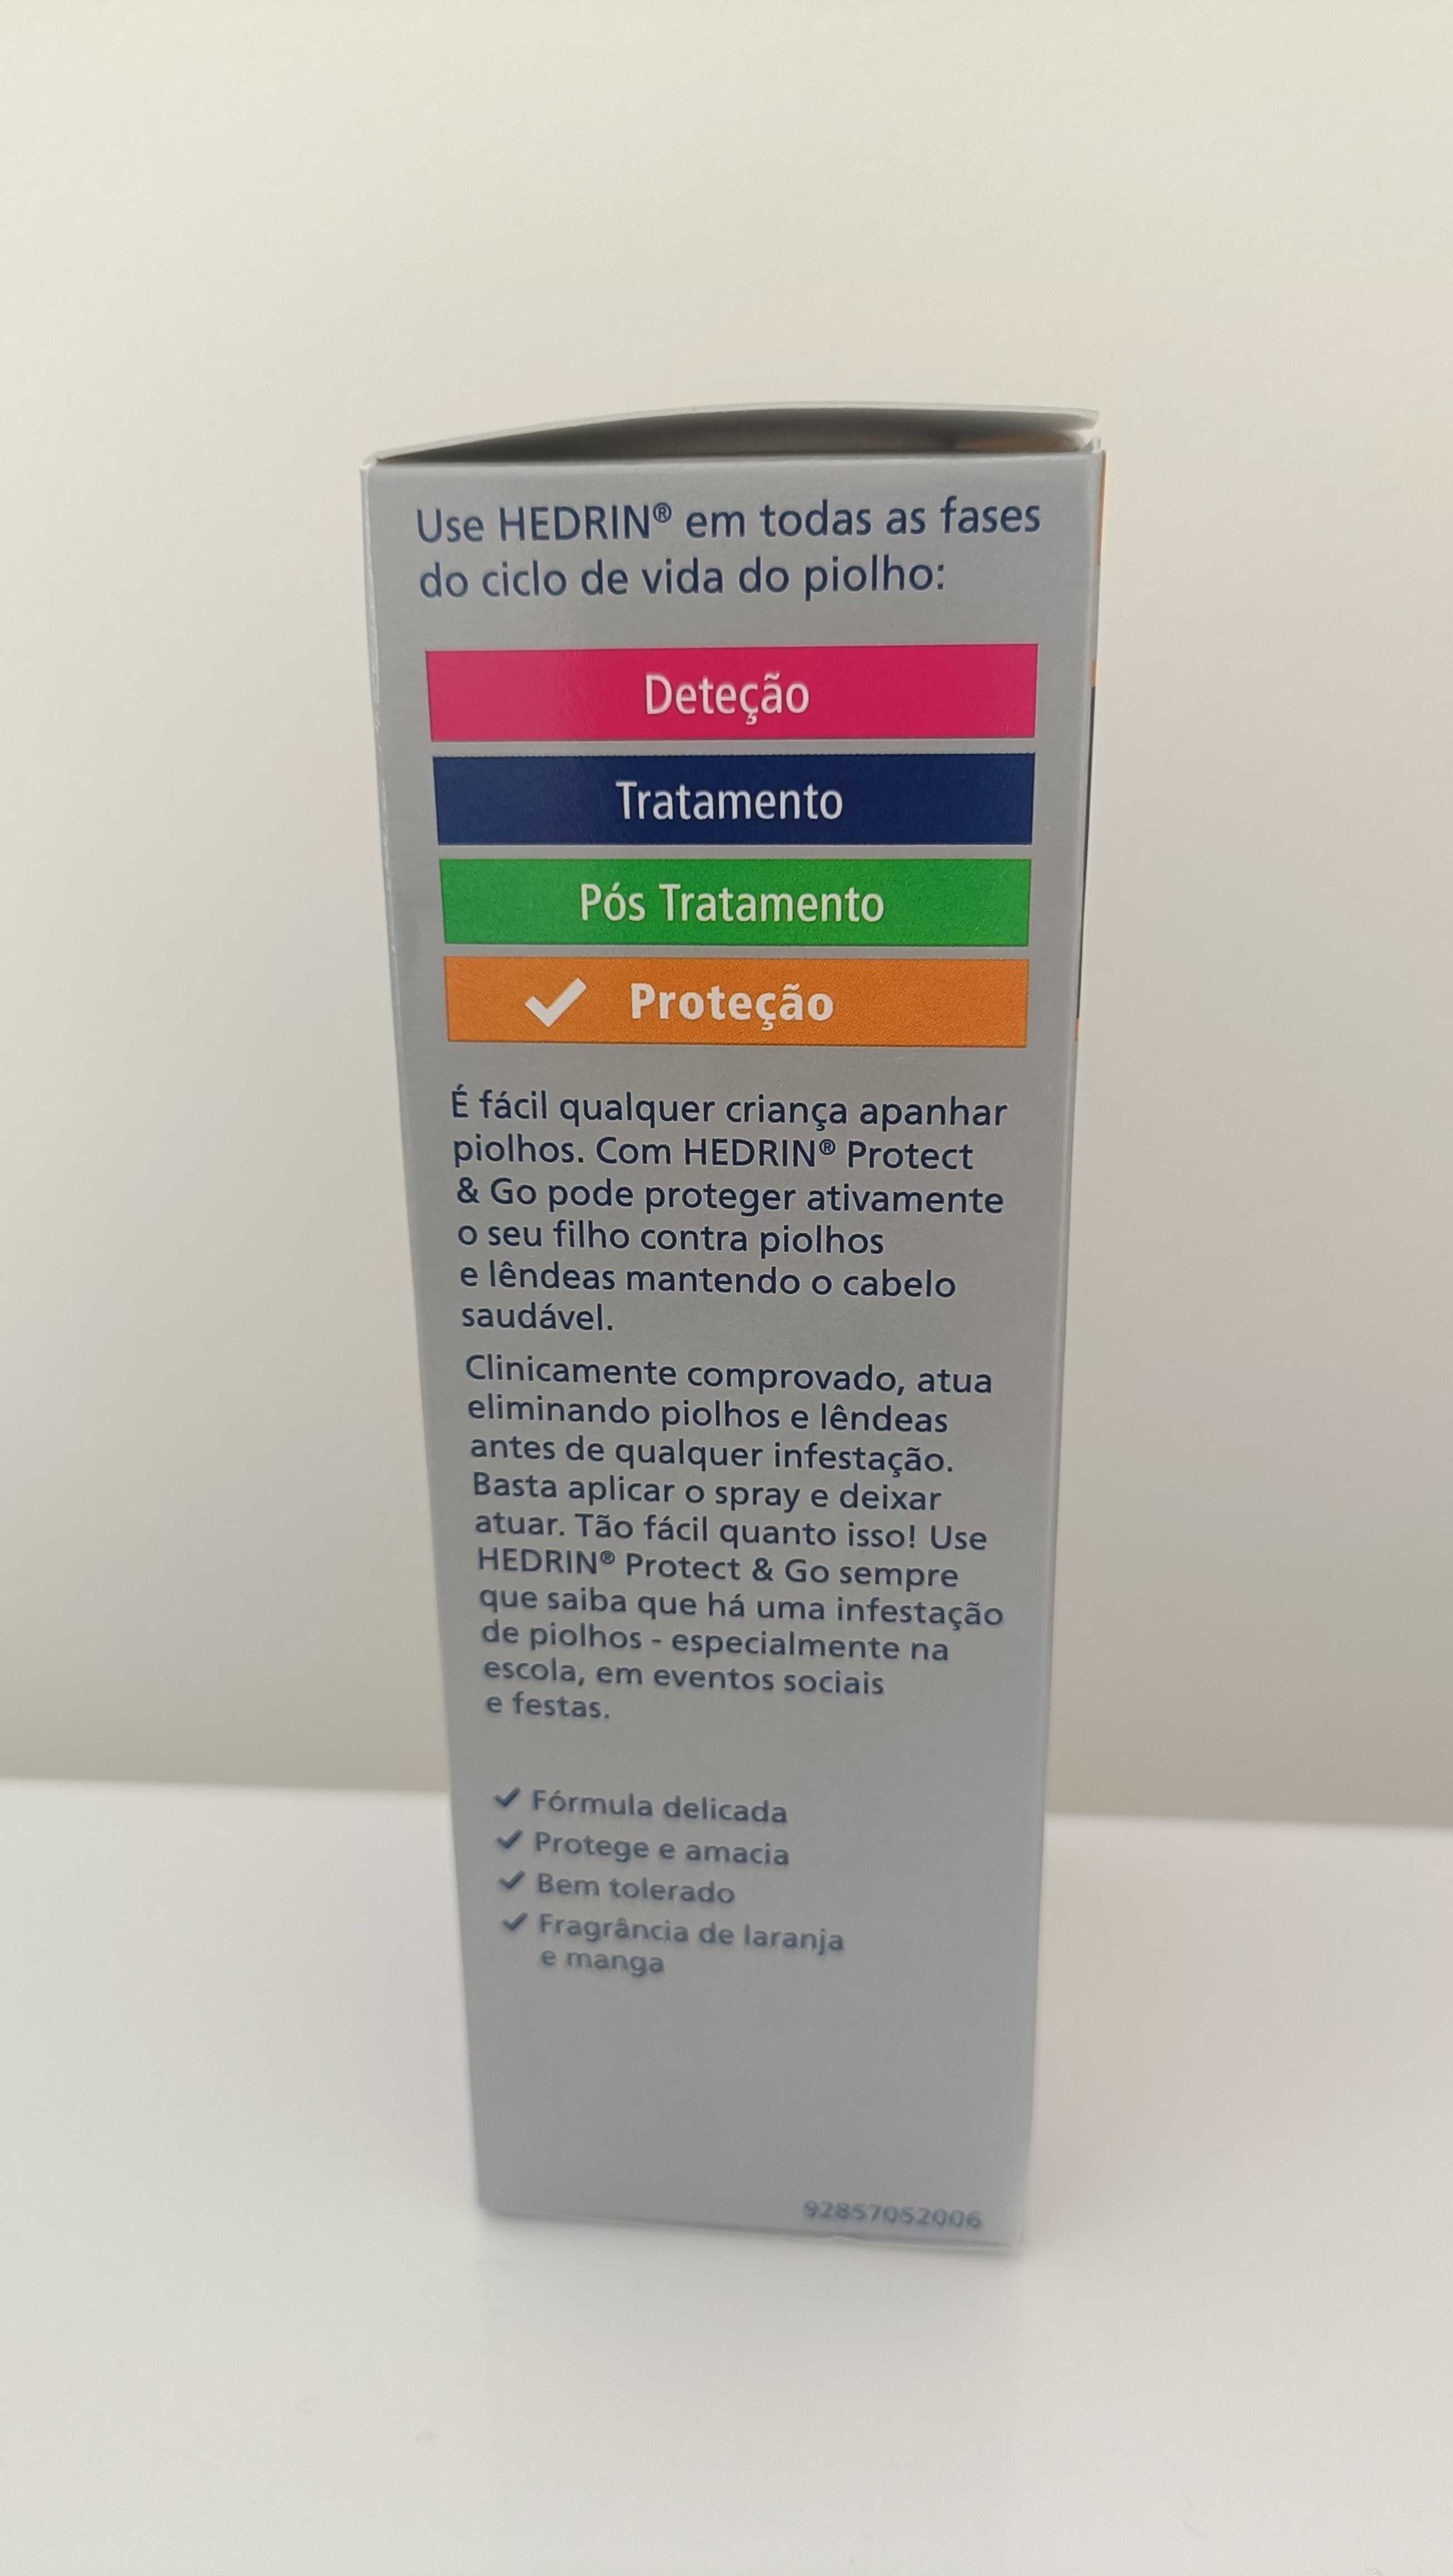 Use HEDRIN® em todas as fases
do ciclo de vida do piolho:
Deteção
Tratamento
Pós Tratamento
✓ Proteção
É fácil qualquer criança apanhar
piolhos. Com HEDRIN® Protect
& Go pode proteger ativamente
o seu filho contra piolhos
e lêndeas mantendo o cabelo
saudável.
Clinicamente comprovado, atua
eliminando piolhos e lêndeas
antes de qualquer infestação.
Basta aplicar o spray e deixar
atuar. Tão fácil quanto isso! Use
HEDRIN® Protect & Go sempre
que saiba que há uma infestação
de piolhos - especialmente na
escola, em eventos sociais
e festas.
✓ Fórmula delicada
✓ Protege e amacia
✓ Bem tolerado
✓ Fragrância de laranja
e manga
92857052006